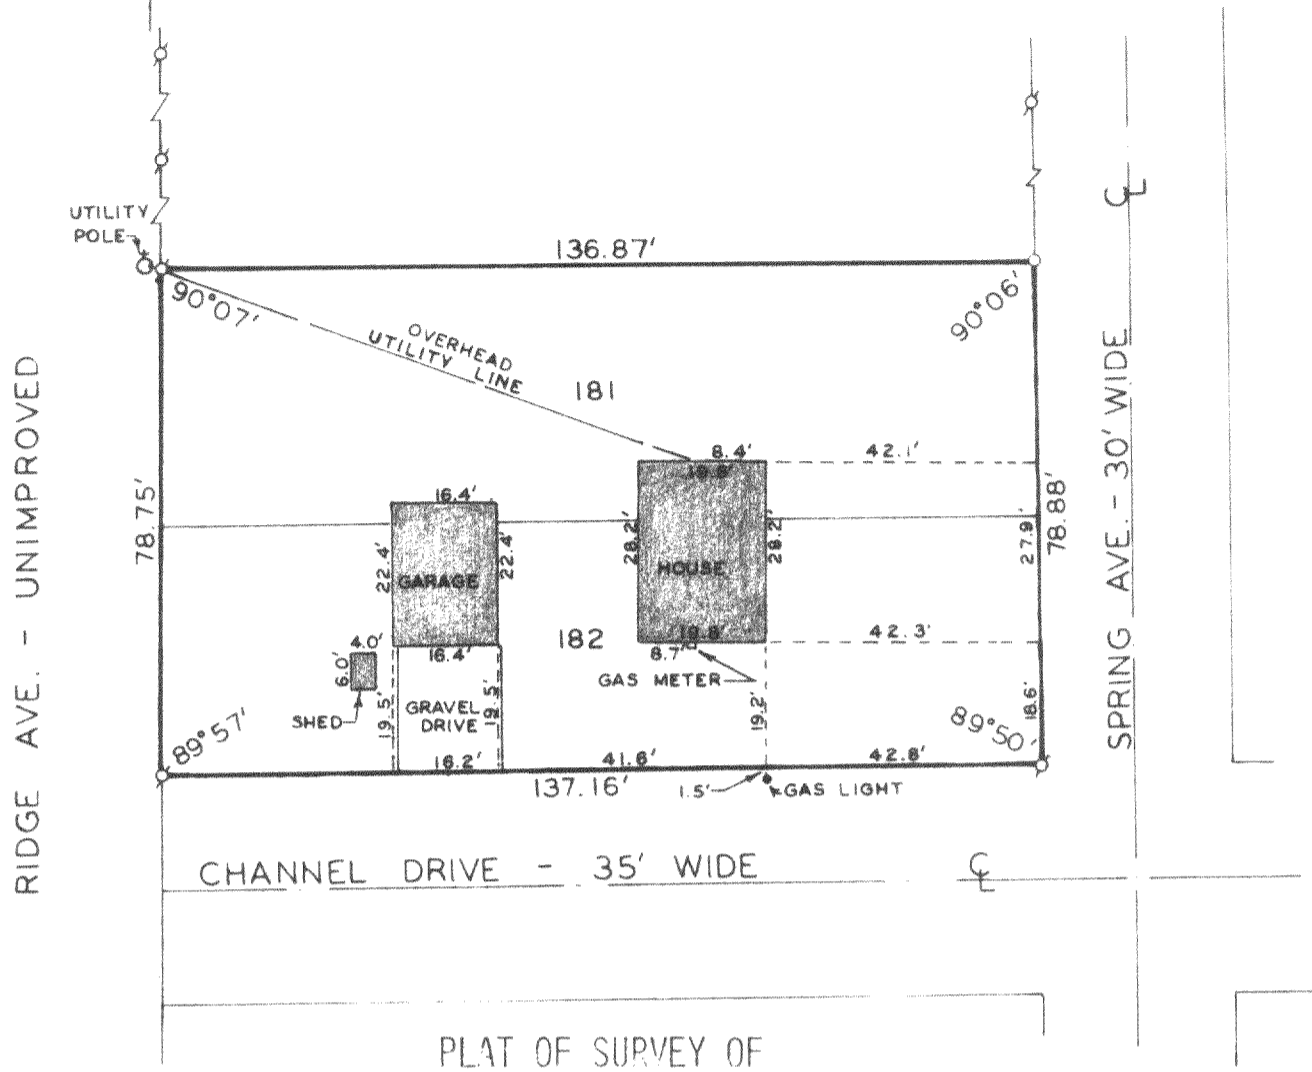 UTILITY
POLE
136.87'
90°07'
90°06'
OVERHEAD
UTILITY LINE
181
RIDGE AVE. - UNIMPROVED
78.75'
78.88'
SPRING AVE. - 30' WIDE
℄
8.4'
19.8'
42.1'
16.4'
28.2'
28.2'
27.9'
22.4'
22.4'
GARAGE
HOUSE
182
19.8'
42.3'
4.0'
16.4'
8.7'
6.0'
GAS METER
SHED
19.5'
GRAVEL
DRIVE
19.5'
19.2'
18.6'
89°57'
89°50'
16.2'
41.6'
42.8'
137.16'
1.5'
GAS LIGHT
CHANNEL DRIVE - 35' WIDE
℄
PLAT OF SURVEY OF